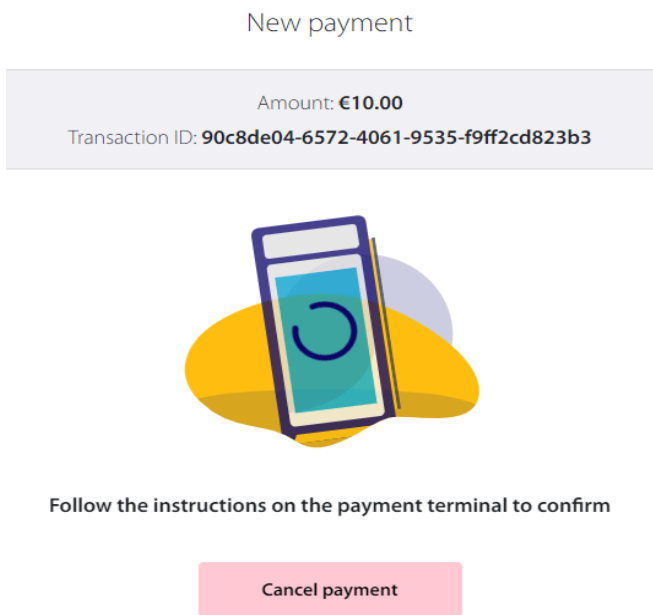 New payment
Amount: €10.00
Transaction ID: 90c8de04-6572-4061-9535-f9ff2cd823b3
Follow the instructions on the payment terminal to confirm
Cancel payment